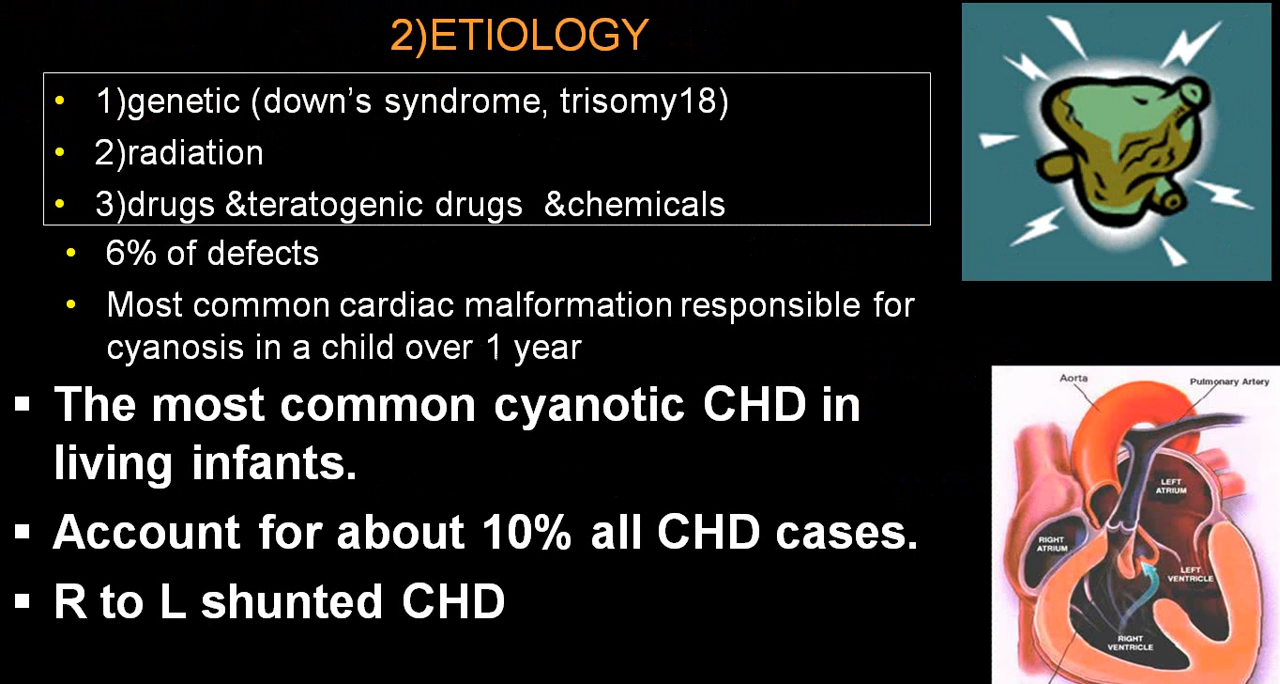 2)ETIOLOGY
• 1)genetic (down’s syndrome, trisomy18)
• 2)radiation
• 3)drugs &teratogenic drugs &chemicals
• 6% of defects
• Most common cardiac malformation responsible for
cyanosis in a child over 1 year
▪ The most common cyanotic CHD in
living infants.
▪ Account for about 10% all CHD cases.
▪ R to L shunted CHD
Aorta
Pulmonary Artery
LEFT
ATRIUM
RIGHT
ATRIUM
LEFT
VENTRICLE
RIGHT
VENTRICLE